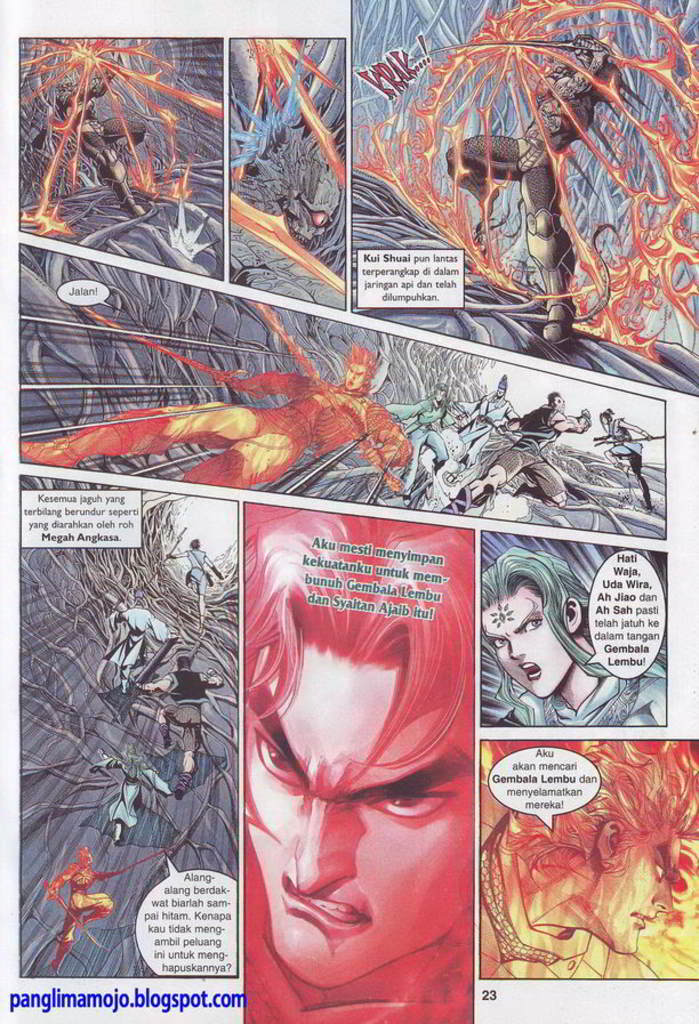 KRAK....!
Kui Shuai pun lantas
terperangkap di dalam
jaringan api dan telah
dilumpuhkan.
Jalan!
Kesemua jaguh yang
terbilang berundur seperti
yang diarahkan oleh roh
Megah Angkasa.
Alang-
alang berdak-
wat biarlah sam-
pai hitam. Kenapa
kau tidak meng-
ambil peluang
ini untuk meng-
hapuskannya?
Aku mesti menyimpan
kekuatanku untuk mem-
bunuh Gembala Lembu
dan Syaitan Ajaib itu!
Hati
Waja,
Uda Wira,
Ah Jiao dan
Ah Sah pasti
telah jatuh ke
dalam tangan
Gembala
Lembu!
Aku
akan mencari
Gembala Lembu dan
menyelamatkan
mereka!
panglimamojo.blogspot.com
23